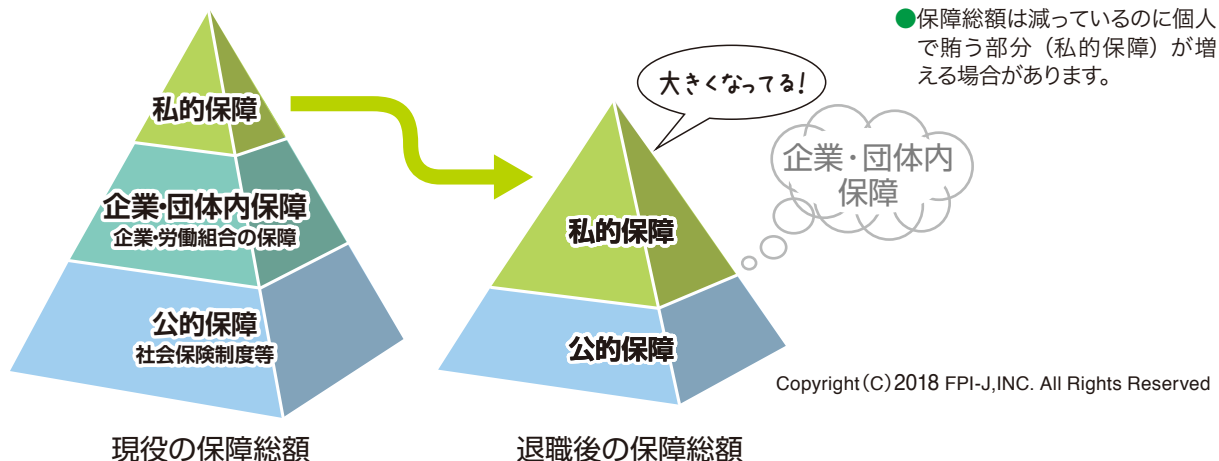 ●保障総額は減っているのに個人
で賄う部分（私的保障）が増
える場合があります。
私的保障
企業・団体内保障
企業・労働組合の保障
公的保障
社会保険制度等
現役の保障総額
大きくなってる!
企業・団体内
保障
私的保障
公的保障
退職後の保障総額
Copyright（C）2018 FPI-J,INC. All Rights Reserved